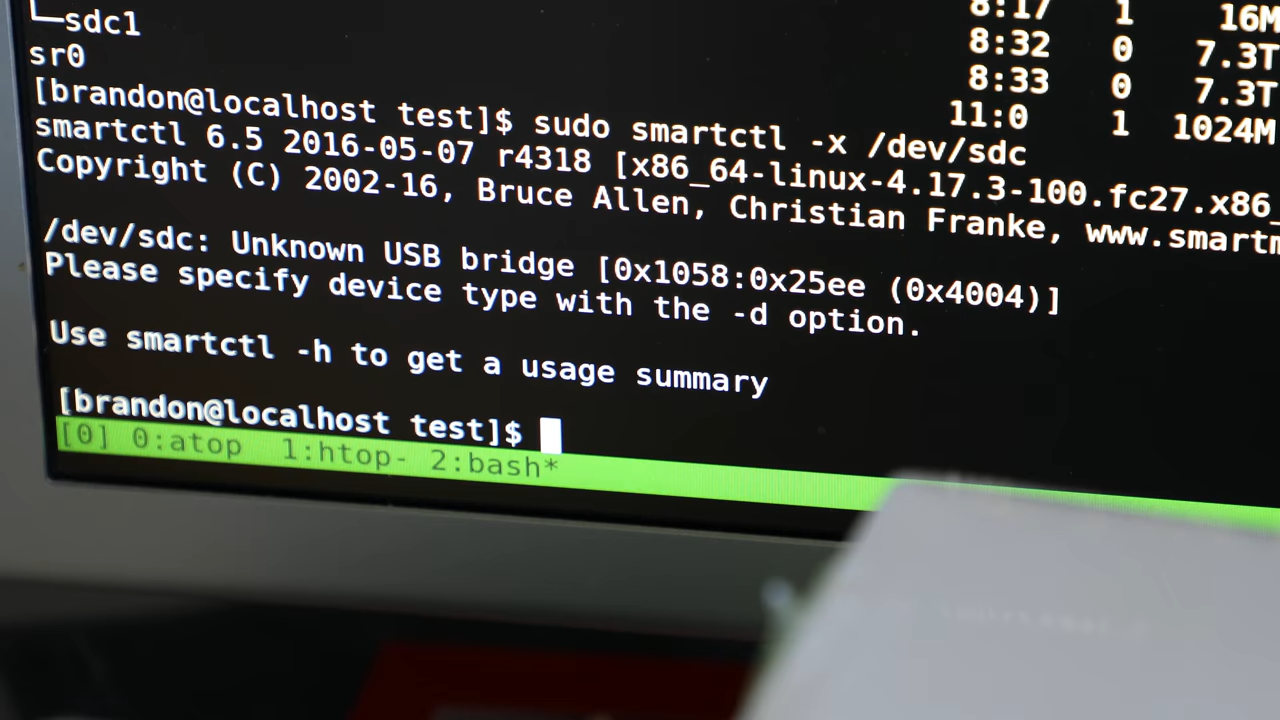 └─sdc1 8:17 1 16M
sr0 8:32 0 7.3T
8:33 0 7.3T
11:0 1 1024M
[brandon@localhost test]$ sudo smartctl -x /dev/sdc
smartctl 6.5 2016-05-07 r4318 [x86_64-linux-4.17.3-100.fc27.x86_
Copyright (C) 2002-16, Bruce Allen, Christian Franke, www.smartm
/dev/sdc: Unknown USB bridge [0x1058:0x25ee (0x4004)]
Please specify device type with the -d option.
Use smartctl -h to get a usage summary
[brandon@localhost test]$
[0] 0:atop 1:htop- 2:bash*